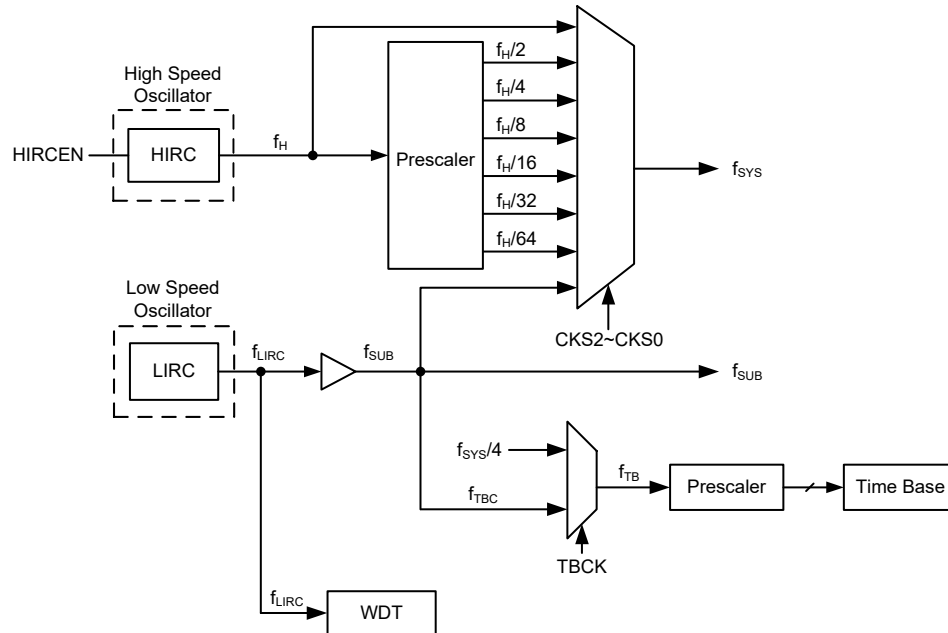 High Speed
Oscillator
HIRCEN
HIRC
fH
Prescaler
fH/2
fH/4
fH/8
fH/16
fH/32
fH/64
fSYS
CKS2~CKS0
Low Speed
Oscillator
LIRC
fLIRC
fSUB
fSUB
fSYS/4
fTBC
fTB
Prescaler
Time Base
TBCK
fLIRC
WDT